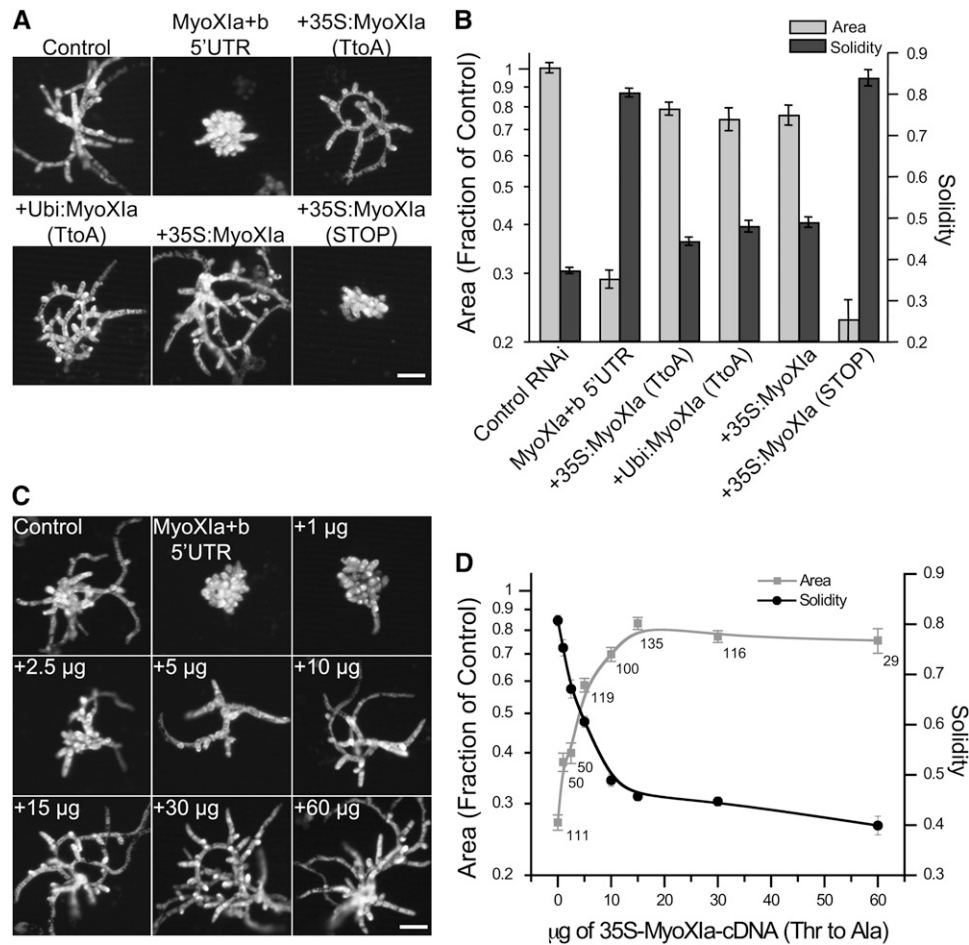 A
Control
MyoXIa+b
5'UTR
+35S:MyoXIa
(TtoA)
+Ubi:MyoXIa
(TtoA)
+35S:MyoXIa
+35S:MyoXIa
(STOP)
B
Area
Solidity
Area (Fraction of Control)
1
0.9
0.8
0.7
0.6
0.5
0.4
0.3
0.2
0.9
0.8
0.7
0.6
0.5
0.4
0.3
0.2
Solidity
Control RNAi
MyoXIa+b 5'UTR
+35S:MyoXIa (TtoA)
+Ubi:MyoXIa (TtoA)
+35S:MyoXIa
+35S:MyoXIa (STOP)
C
Control
MyoXIa+b
5'UTR
+1 µg
+2.5 µg
+5 µg
+10 µg
+15 µg
+30 µg
+60 µg
D
Area
Solidity
Area (Fraction of Control)
1
0.9
0.8
0.7
0.6
0.5
0.4
0.3
0.2
111
50
50
119
100
135
116
29
0.9
0.8
0.7
0.6
0.5
0.4
0.3
Solidity
0 10 20 30 40 50 60
µg of 35S-MyoXIa-cDNA (Thr to Ala)